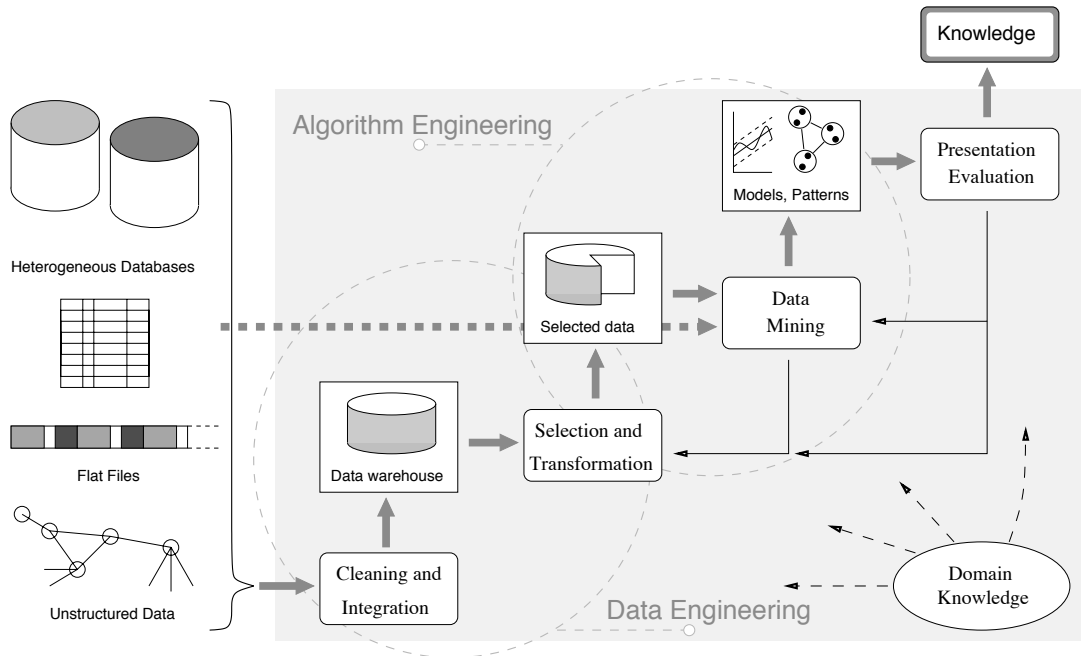 Knowledge
Algorithm Engineering
Presentation
Evaluation
Models, Patterns
Heterogeneous Databases
Data
Mining
Selected data
Selection and
Transformation
Data warehouse
Flat Files
Cleaning and
Integration
Unstructured Data
Data Engineering
Domain
Knowledge